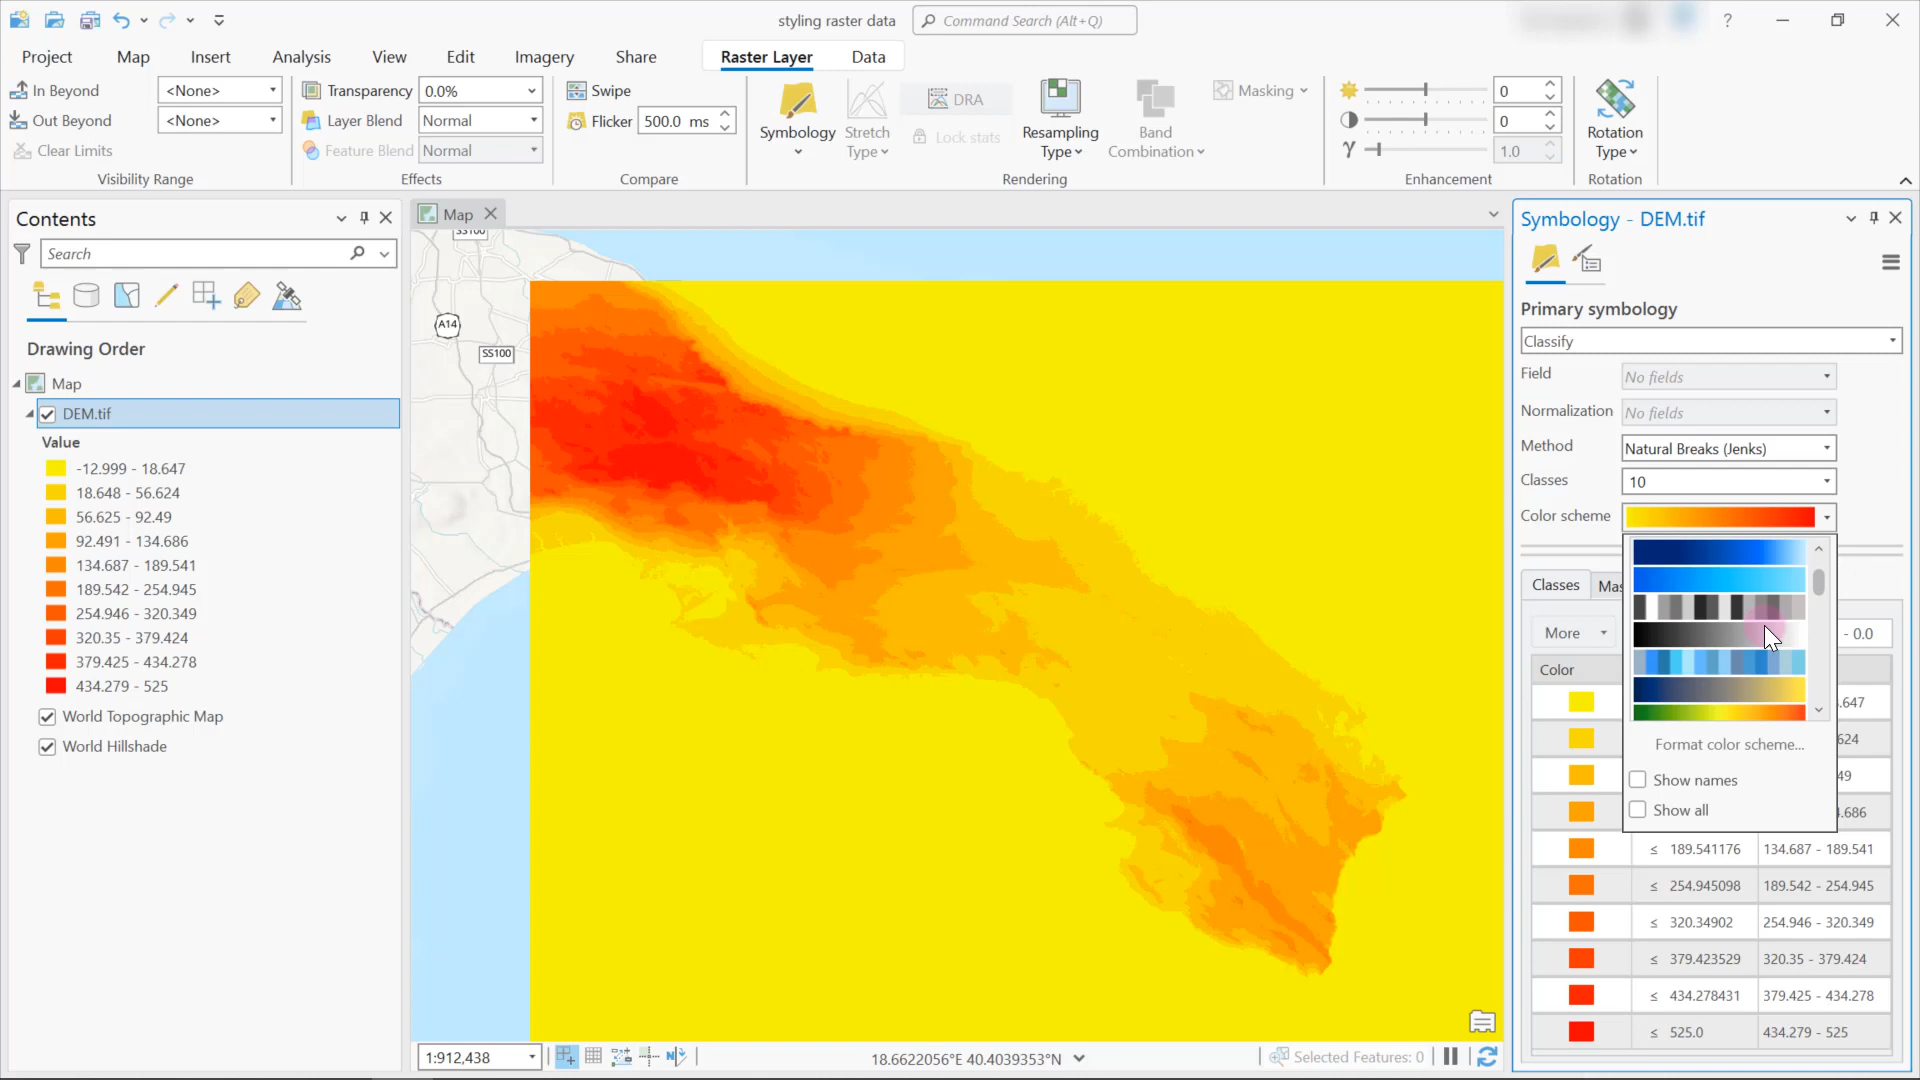 styling raster data
Command Search (Alt+Q)
?
Project
Map
Insert
Analysis
View
Edit
Imagery
Share
Raster Layer
Data
In Beyond
<None>
Out Beyond
<None>
Clear Limits
Visibility Range
Transparency
0.0%
Layer Blend
Normal
Feature Blend
Normal
Effects
Swipe
Flicker
500.0 ms
Compare
Symbology
Stretch
Type
DRA
Lock stats
Resampling
Type
Band
Combination
Masking
Rendering
0
0
γ
1.0
Enhancement
Rotation
Type
Rotation
Contents
Search
Drawing Order
Map
DEM.tif
Value
-12.999 - 18.647
18.648 - 56.624
56.625 - 92.49
92.491 - 134.686
134.687 - 189.541
189.542 - 254.945
254.946 - 320.349
320.35 - 379.424
379.425 - 434.278
434.279 - 525
World Topographic Map
World Hillshade
Map
SS100
A14
SS100
1:912,438
18.6622056°E 40.4039353°N
Selected Features: 0
Symbology - DEM.tif
Primary symbology
Classify
Field
No fields
Normalization
No fields
Method
Natural Breaks (Jenks)
Classes
10
Color scheme
Classes
Mas
More
- 0.0
Color
.647
624
49
.686
Format color scheme...
Show names
Show all
≤ 189.541176
134.687 - 189.541
≤ 254.945098
189.542 - 254.945
≤ 320.34902
254.946 - 320.349
≤ 379.423529
320.35 - 379.424
≤ 434.278431
379.425 - 434.278
≤ 525.0
434.279 - 525